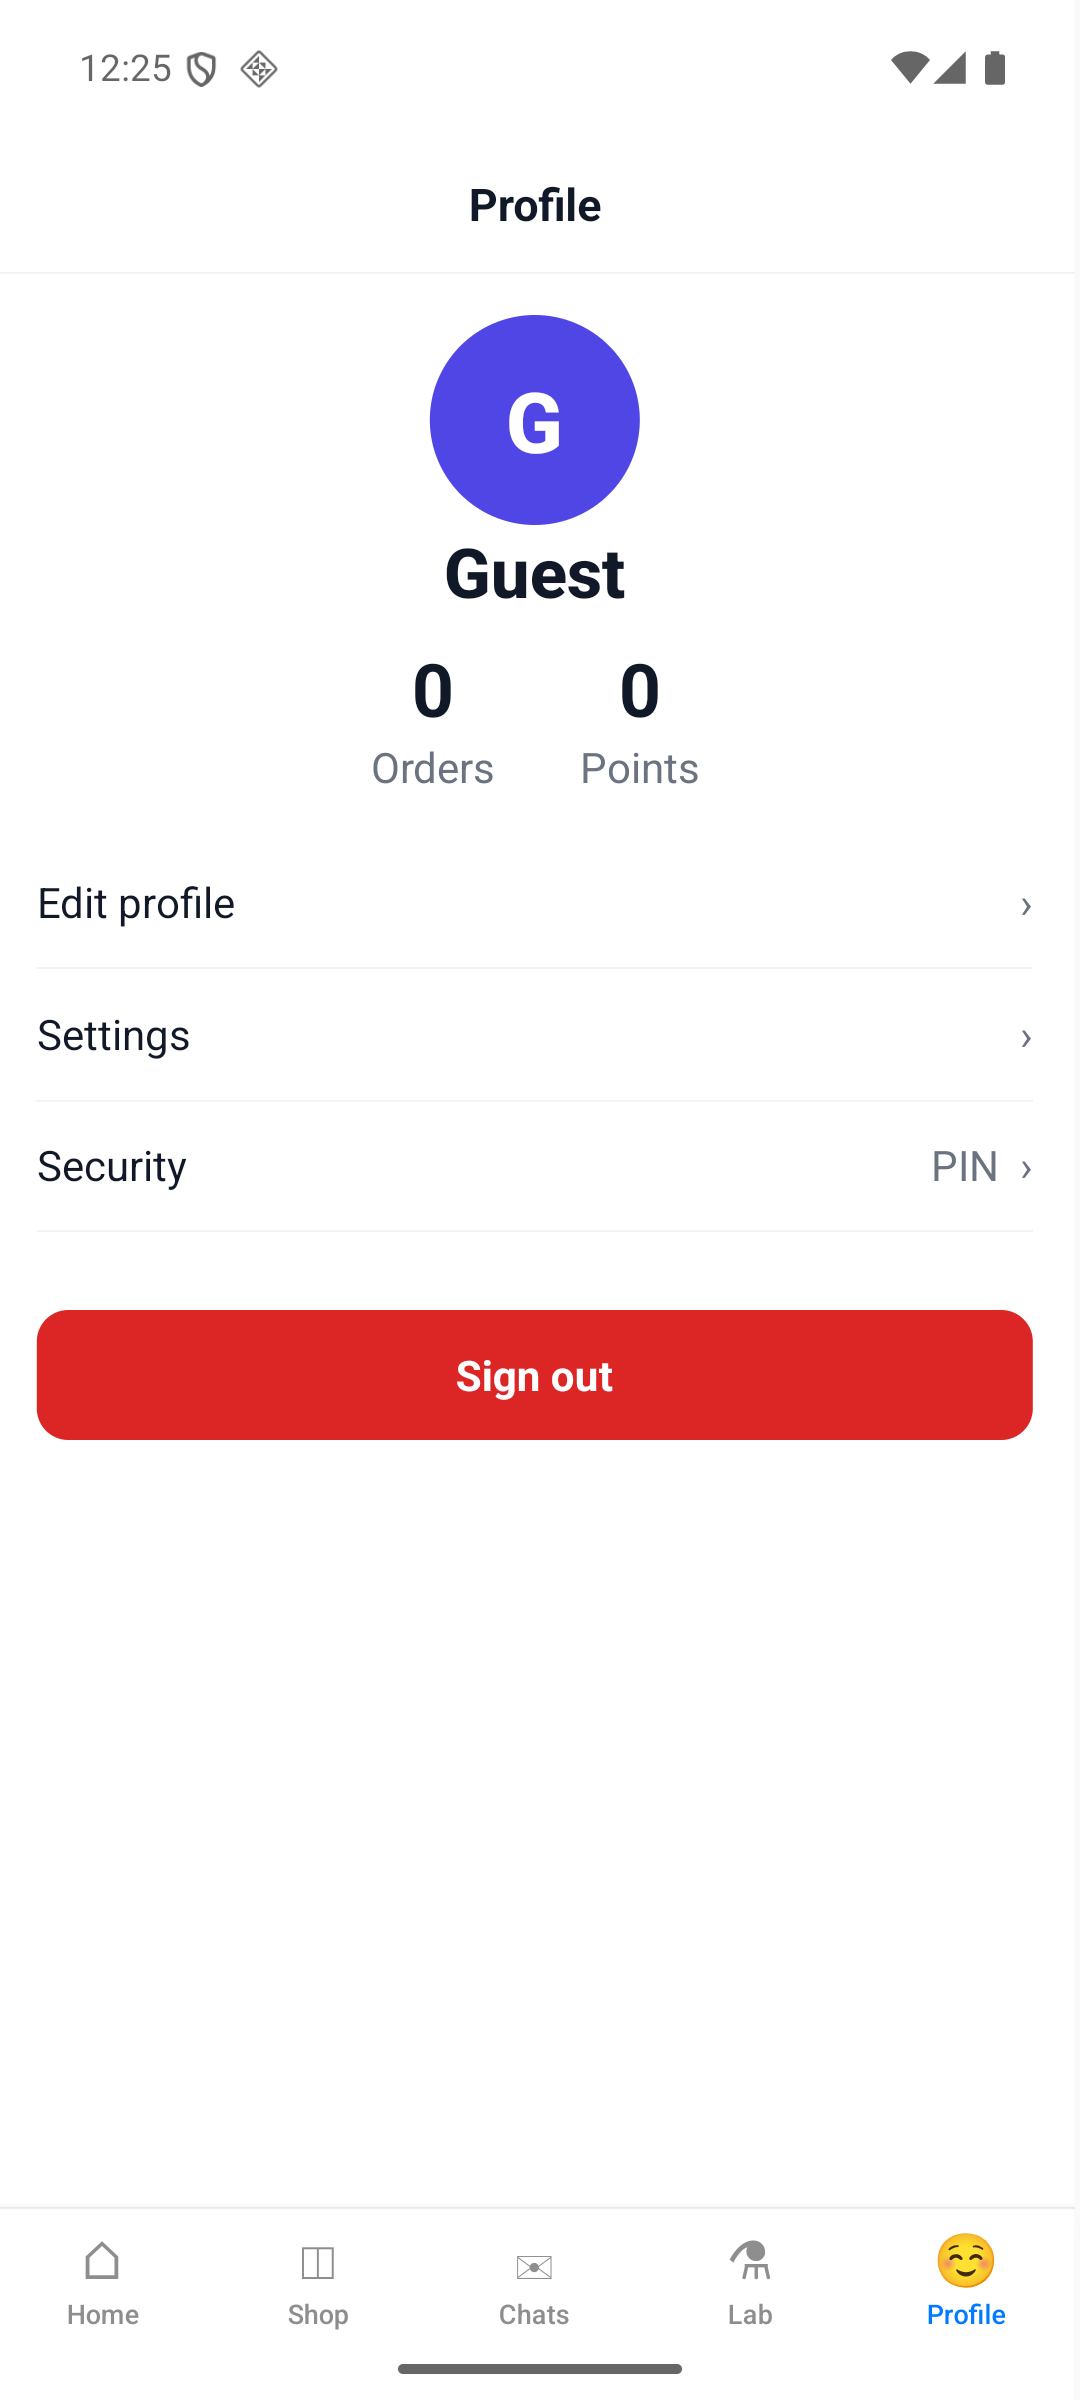 12:25
Profile
G
Guest
0 0
Orders Points
Edit profile ›
Settings ›
Security PIN ›
Sign out
Home Shop Chats Lab Profile